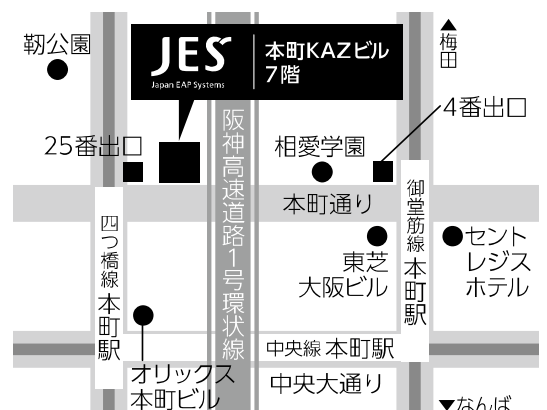 靭公園
JES
Japan EAP Systems
本町KAZビル
7階
▲梅田
4番出口
25番出口
相愛学園
阪神高速道路1号環状線
本町通り
御堂筋線 本町駅
四つ橋線 本町駅
東芝
大阪ビル
セント
レジス
ホテル
中央線 本町駅
オリックス
本町ビル
中央大通り
▼なんば